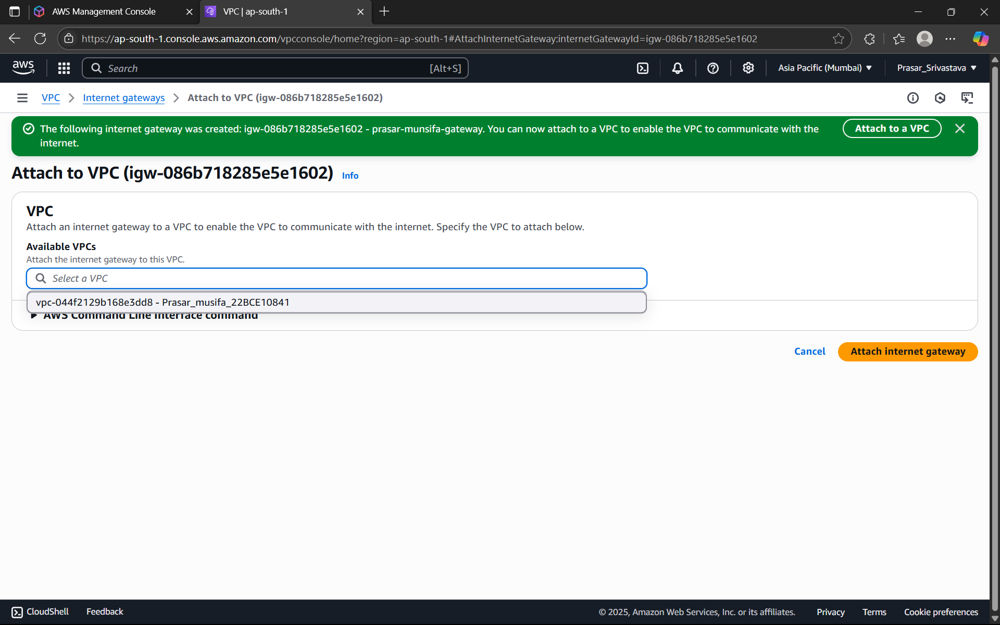 AWS Management Console
VPC | ap-south-1
https://ap-south-1.console.aws.amazon.com/vpcconsole/home?region=ap-south-1#AttachInternetGateway:internetGatewayId=igw-086b718285e5e1602
aws
Search
[Alt+S]
Asia Pacific (Mumbai)
Prasar_Srivastava
VPC
Internet gateways
Attach to VPC (igw-086b718285e5e1602)
The following internet gateway was created: igw-086b718285e5e1602 - prasar-munsifa-gateway. You can now attach to a VPC to enable the VPC to communicate with the
internet.
Attach to a VPC
Attach to VPC (igw-086b718285e5e1602)
Info
VPC
Attach an internet gateway to a VPC to enable the VPC to communicate with the internet. Specify the VPC to attach below.
Available VPCs
Attach the internet gateway to this VPC.
Select a VPC
vpc-044f2129b168e3dd8 - Prasar_musifa_22BCE10841
AWS Command Line Interface command
Cancel
Attach internet gateway
CloudShell
Feedback
© 2025, Amazon Web Services, Inc. or its affiliates.
Privacy
Terms
Cookie preferences